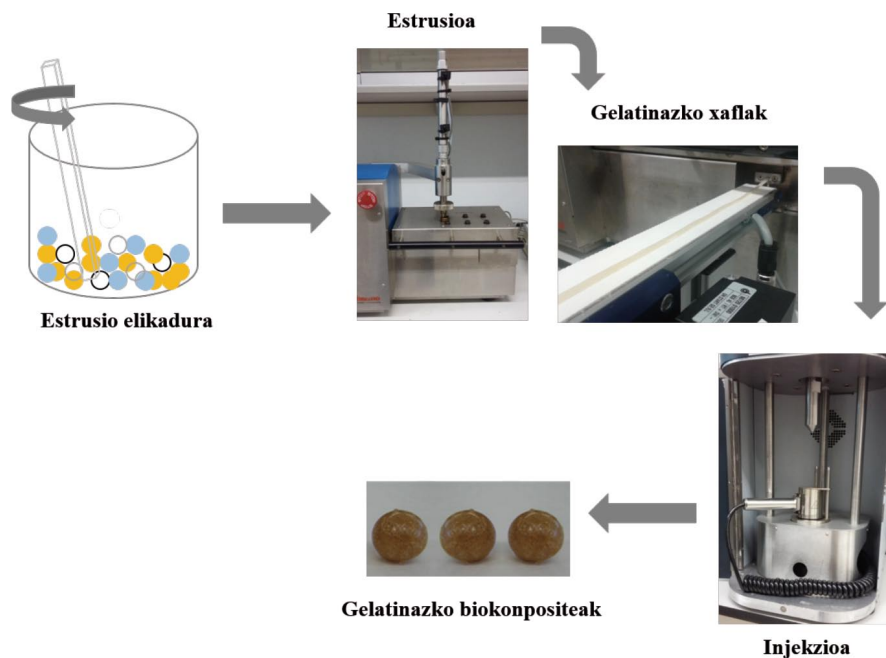 Estrusioa
Gelatinazko xaflak
Estrusio elikadura
Gelatinazko biokonpositeak
Injekzioa